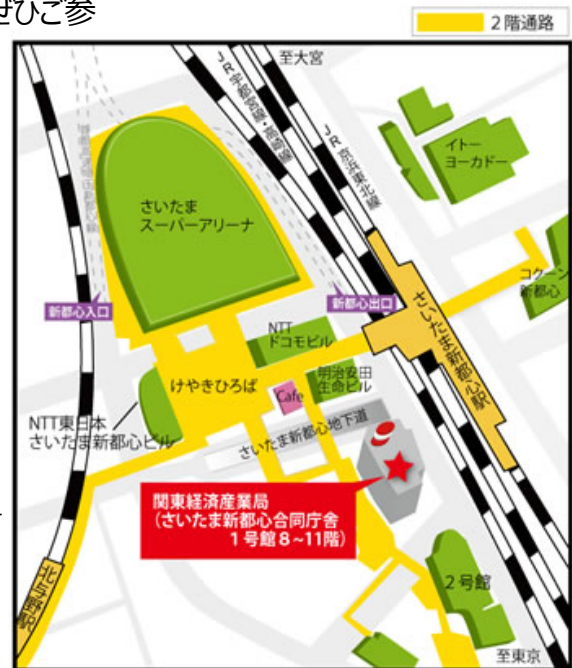 ぜひご参
2階通路
至大宮
JR宇都宮線・高崎線
JR京浜東北線
イトー
ヨーカドー
さいたま
スーパーアリーナ
コクーン
新都心
新都心入口
新都心出口
さいたま新都心駅
NTT
ドコモビル
けやきひろば
明治安田
生命ビル
Cafe
NTT東日本
さいたま新都心ビル
さいたま新都心地下道
関東経済産業局
(さいたま新都心合同庁舎
1号館8~11階)
北与野駅
2号館
至東京